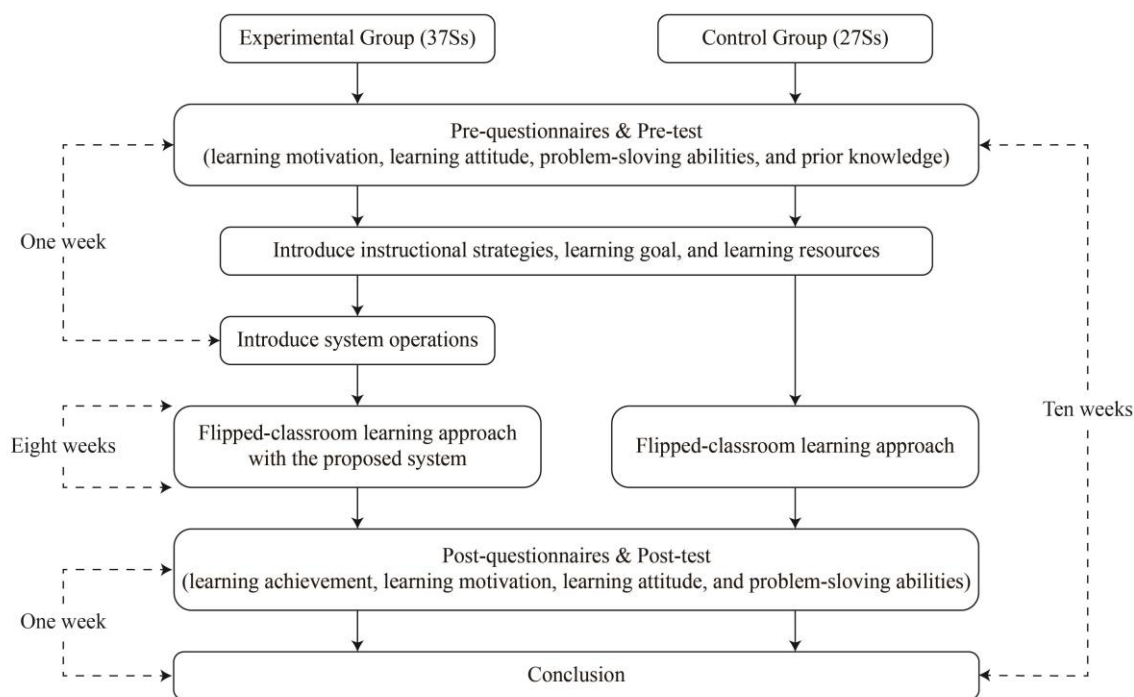 Experimental Group (37Ss)
Control Group (27Ss)
Pre-questionnaires & Pre-test
(learning motivation, learning attitude, problem-sloving abilities, and prior knowledge)
One week
Introduce instructional strategies, learning goal, and learning resources
Introduce system operations
Eight weeks
Flipped-classroom learning approach
with the proposed system
Flipped-classroom learning approach
Ten weeks
Post-questionnaires & Post-test
(learning achievement, learning motivation, learning attitude, and problem-sloving abilities)
One week
Conclusion